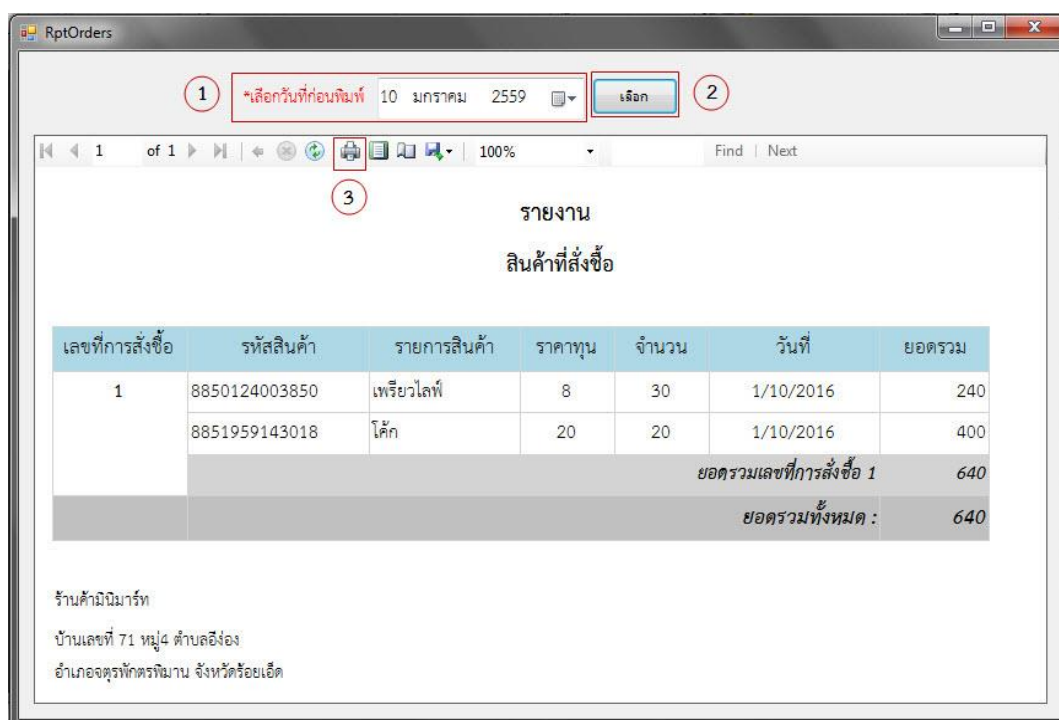 RptOrders
1 *เลือกวันที่ก่อนพิมพ์ 10 มกราคม 2559 เลือก 2
1 of 1 100% Find | Next
3
รายงาน
สินค้าที่สั่งซื้อ
เลขที่การสั่งซื้อ รหัสสินค้า รายการสินค้า ราคาทุน จำนวน วันที่ ยอดรวม
1 8850124003850 เพรียวไลฟ์ 8 30 1/10/2016 240
8851959143018 โค้ก 20 20 1/10/2016 400
ยอดรวมเลขที่การสั่งซื้อ 1 640
ยอดรวมทั้งหมด : 640
ร้านค้ามินิมาร์ท
บ้านเลขที่ 71 หมู่4 ตำบลอีง่อง
อำเภอจตุรพักตรพิมาน จังหวัดร้อยเอ็ด